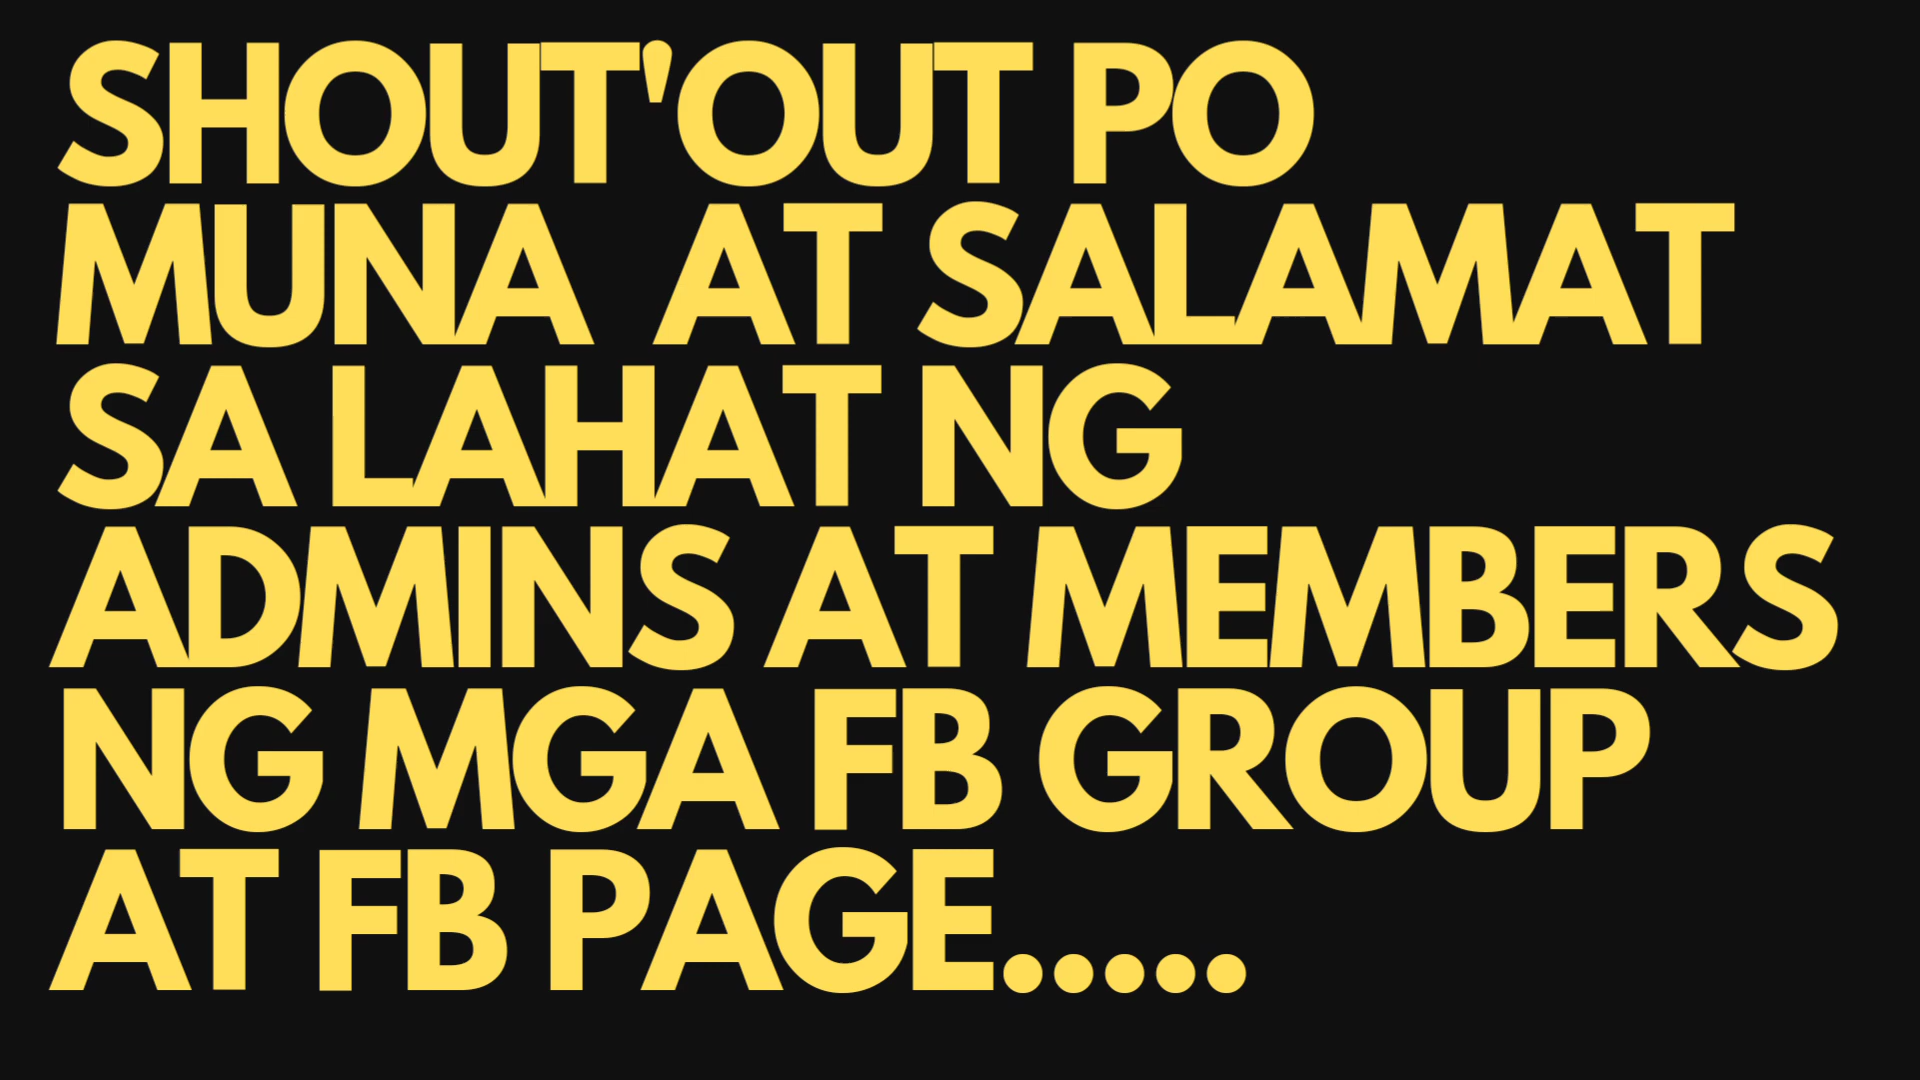 SHOUT'OUT PO
MUNA AT SALAMAT
SA LAHAT NG
ADMINS AT MEMBERS
NG MGA FB GROUP
AT FB PAGE.....